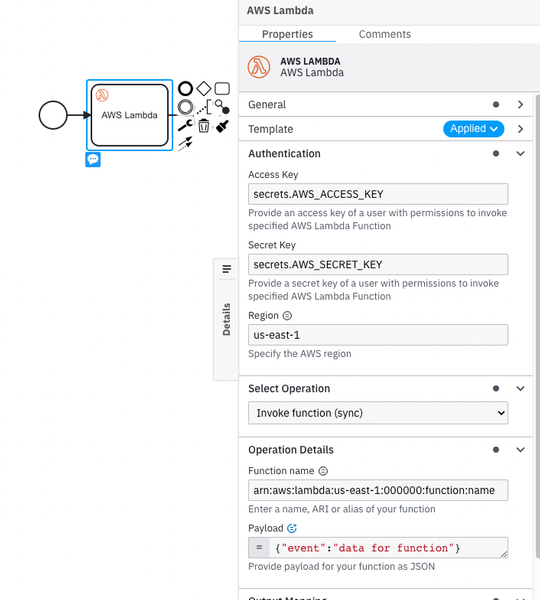 AWS Lambda
Properties
Comments
AWS LAMBDA
AWS Lambda
General
Template
Applied
AWS Lambda
Authentication
Access Key
secrets.AWS_ACCESS_KEY
Provide an access key of a user with permissions to invoke
specified AWS Lambda Function
Secret Key
secrets.AWS_SECRET_KEY
Provide a secret key of a user with permissions to invoke
specified AWS Lambda Function
Details
Region
us-east-1
Specify the AWS region
Select Operation
Invoke function (sync)
Operation Details
Function name
arn:aws:lambda:us-east-1:000000:function:name
Enter a name, ARI or alias of your function
Payload
= {"event":"data for function"}
Provide payload for your function as JSON
Output Mapping